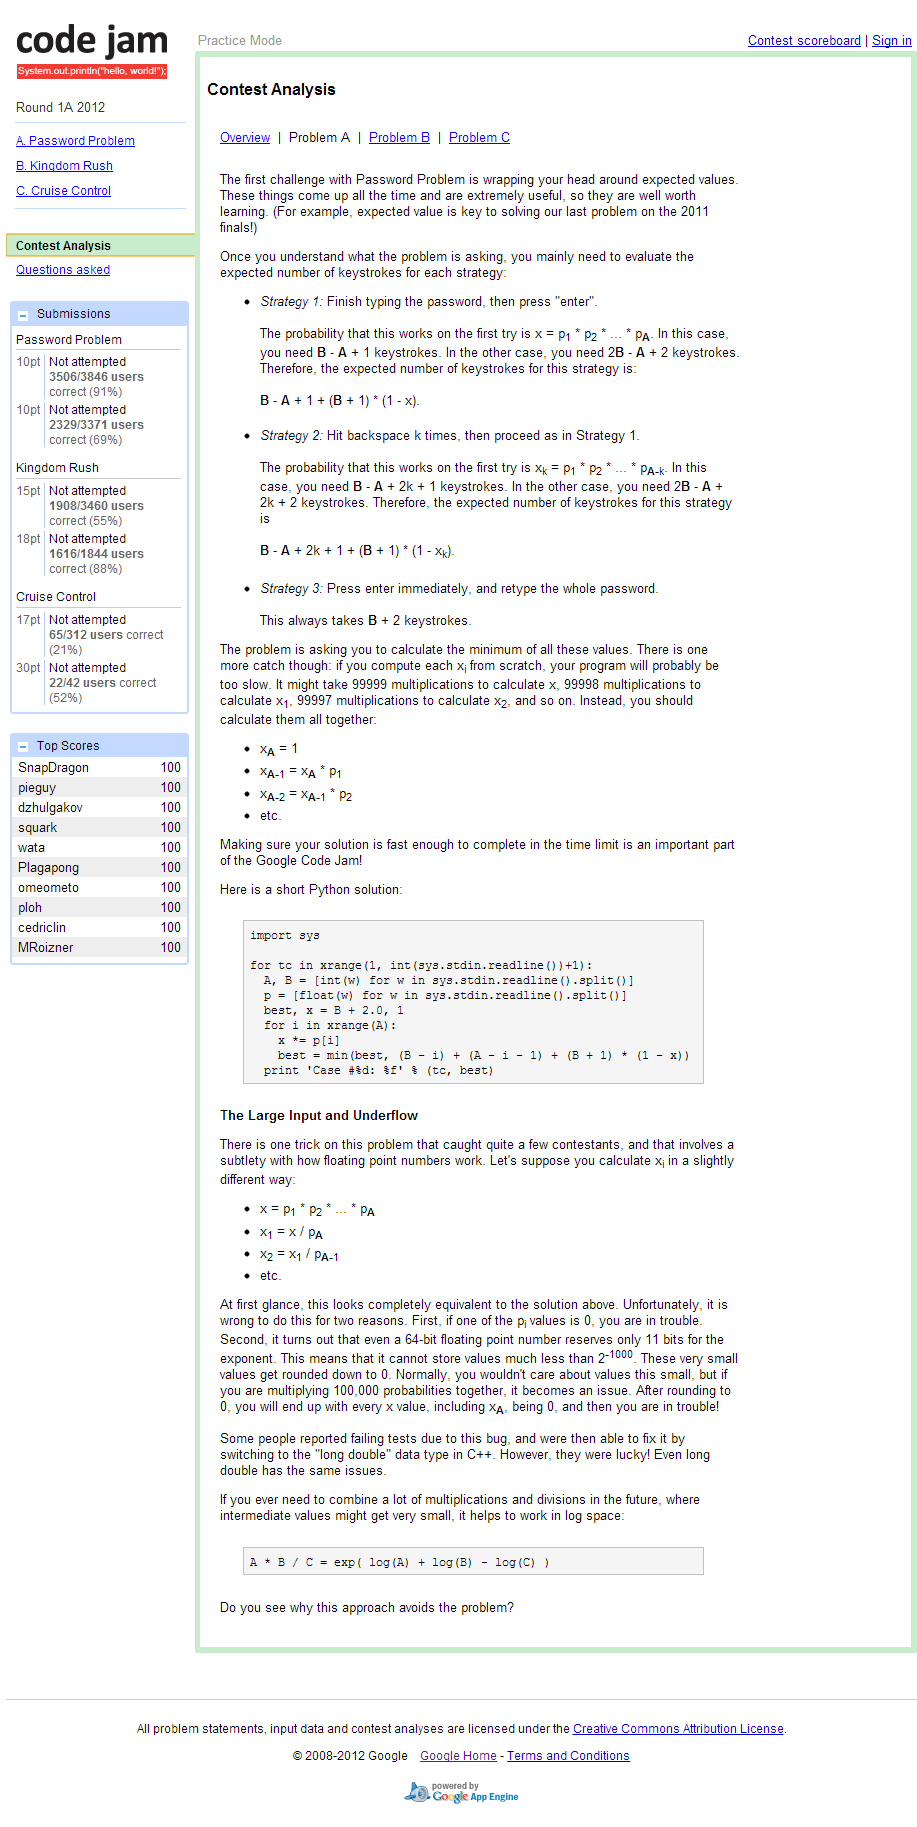 code jam
System.out.println("hello, world!");
Practice Mode
Contest scoreboard | Sign in
Round 1A 2012
A. Password Problem
B. Kingdom Rush
C. Cruise Control
Contest Analysis
Questions asked
Submissions
Password Problem
10pt Not attempted
3506/3846 users
correct (91%)
10pt Not attempted
2329/3371 users
correct (69%)
Kingdom Rush
15pt Not attempted
1908/3460 users
correct (55%)
18pt Not attempted
1616/1844 users
correct (88%)
Cruise Control
17pt Not attempted
65/312 users correct
(21%)
30pt Not attempted
22/42 users correct
(52%)
Top Scores
SnapDragon 100
pieguy 100
dzhulgakov 100
squark 100
wata 100
Plagapong 100
omeometo 100
ploh 100
cedriclin 100
MRoizner 100
Contest Analysis
Overview | Problem A | Problem B | Problem C
The first challenge with Password Problem is wrapping your head around expected values.
These things come up all the time and are extremely useful, so they are well worth
learning. (For example, expected value is key to solving our last problem on the 2011
finals!)
Once you understand what the problem is asking, you mainly need to evaluate the
expected number of keystrokes for each strategy:
• Strategy 1: Finish typing the password, then press "enter".
The probability that this works on the first try is x = p1 * p2 * ... * pA. In this case,
you need B - A + 1 keystrokes. In the other case, you need 2B - A + 2 keystrokes.
Therefore, the expected number of keystrokes for this strategy is:
B - A + 1 + (B + 1) * (1 - x).
• Strategy 2: Hit backspace k times, then proceed as in Strategy 1.
The probability that this works on the first try is xk = p1 * p2 * ... * pA-k. In this
case, you need B - A + 2k + 1 keystrokes. In the other case, you need 2B - A +
2k + 2 keystrokes. Therefore, the expected number of keystrokes for this strategy
is
B - A + 2k + 1 + (B + 1) * (1 - xk).
• Strategy 3: Press enter immediately, and retype the whole password.
This always takes B + 2 keystrokes.
The problem is asking you to calculate the minimum of all these values. There is one
more catch though: if you compute each xi from scratch, your program will probably be
too slow. It might take 99999 multiplications to calculate x, 99998 multiplications to
calculate x1, 99997 multiplications to calculate x2, and so on. Instead, you should
calculate them all together:
• xA = 1
• xA-1 = xA * p1
• xA-2 = xA-1 * p2
• etc.
Making sure your solution is fast enough to complete in the time limit is an important part
of the Google Code Jam!
Here is a short Python solution:
import sys
for tc in xrange(1, int(sys.stdin.readline())+1):
A, B = [int(w) for w in sys.stdin.readline().split()]
p = [float(w) for w in sys.stdin.readline().split()]
best, x = B + 2.0, 1
for i in xrange(A):
x *= p[i]
best = min(best, (B - i) + (A - i - 1) + (B + 1) * (1 - x))
print 'Case #%d: %f' % (tc, best)
The Large Input and Underflow
There is one trick on this problem that caught quite a few contestants, and that involves a
subtlety with how floating point numbers work. Let's suppose you calculate xi in a slightly
different way:
• x = p1 * p2 * ... * pA
• x1 = x / pA
• x2 = x1 / pA-1
• etc.
At first glance, this looks completely equivalent to the solution above. Unfortunately, it is
wrong to do this for two reasons. First, if one of the pi values is 0, you are in trouble.
Second, it turns out that even a 64-bit floating point number reserves only 11 bits for the
exponent. This means that it cannot store values much less than 2-1000. These very small
values get rounded down to 0. Normally, you wouldn't care about values this small, but if
you are multiplying 100,000 probabilities together, it becomes an issue. After rounding to
0, you will end up with every x value, including xA, being 0, and then you are in trouble!
Some people reported failing tests due to this bug, and were then able to fix it by
switching to the "long double" data type in C++. However, they were lucky! Even long
double has the same issues.
If you ever need to combine a lot of multiplications and divisions in the future, where
intermediate values might get very small, it helps to work in log space:
A * B / C = exp( log(A) + log(B) - log(C) )
Do you see why this approach avoids the problem?
All problem statements, input data and contest analyses are licensed under the Creative Commons Attribution License.
© 2008-2012 Google Google Home - Terms and Conditions
powered by
Google App Engine